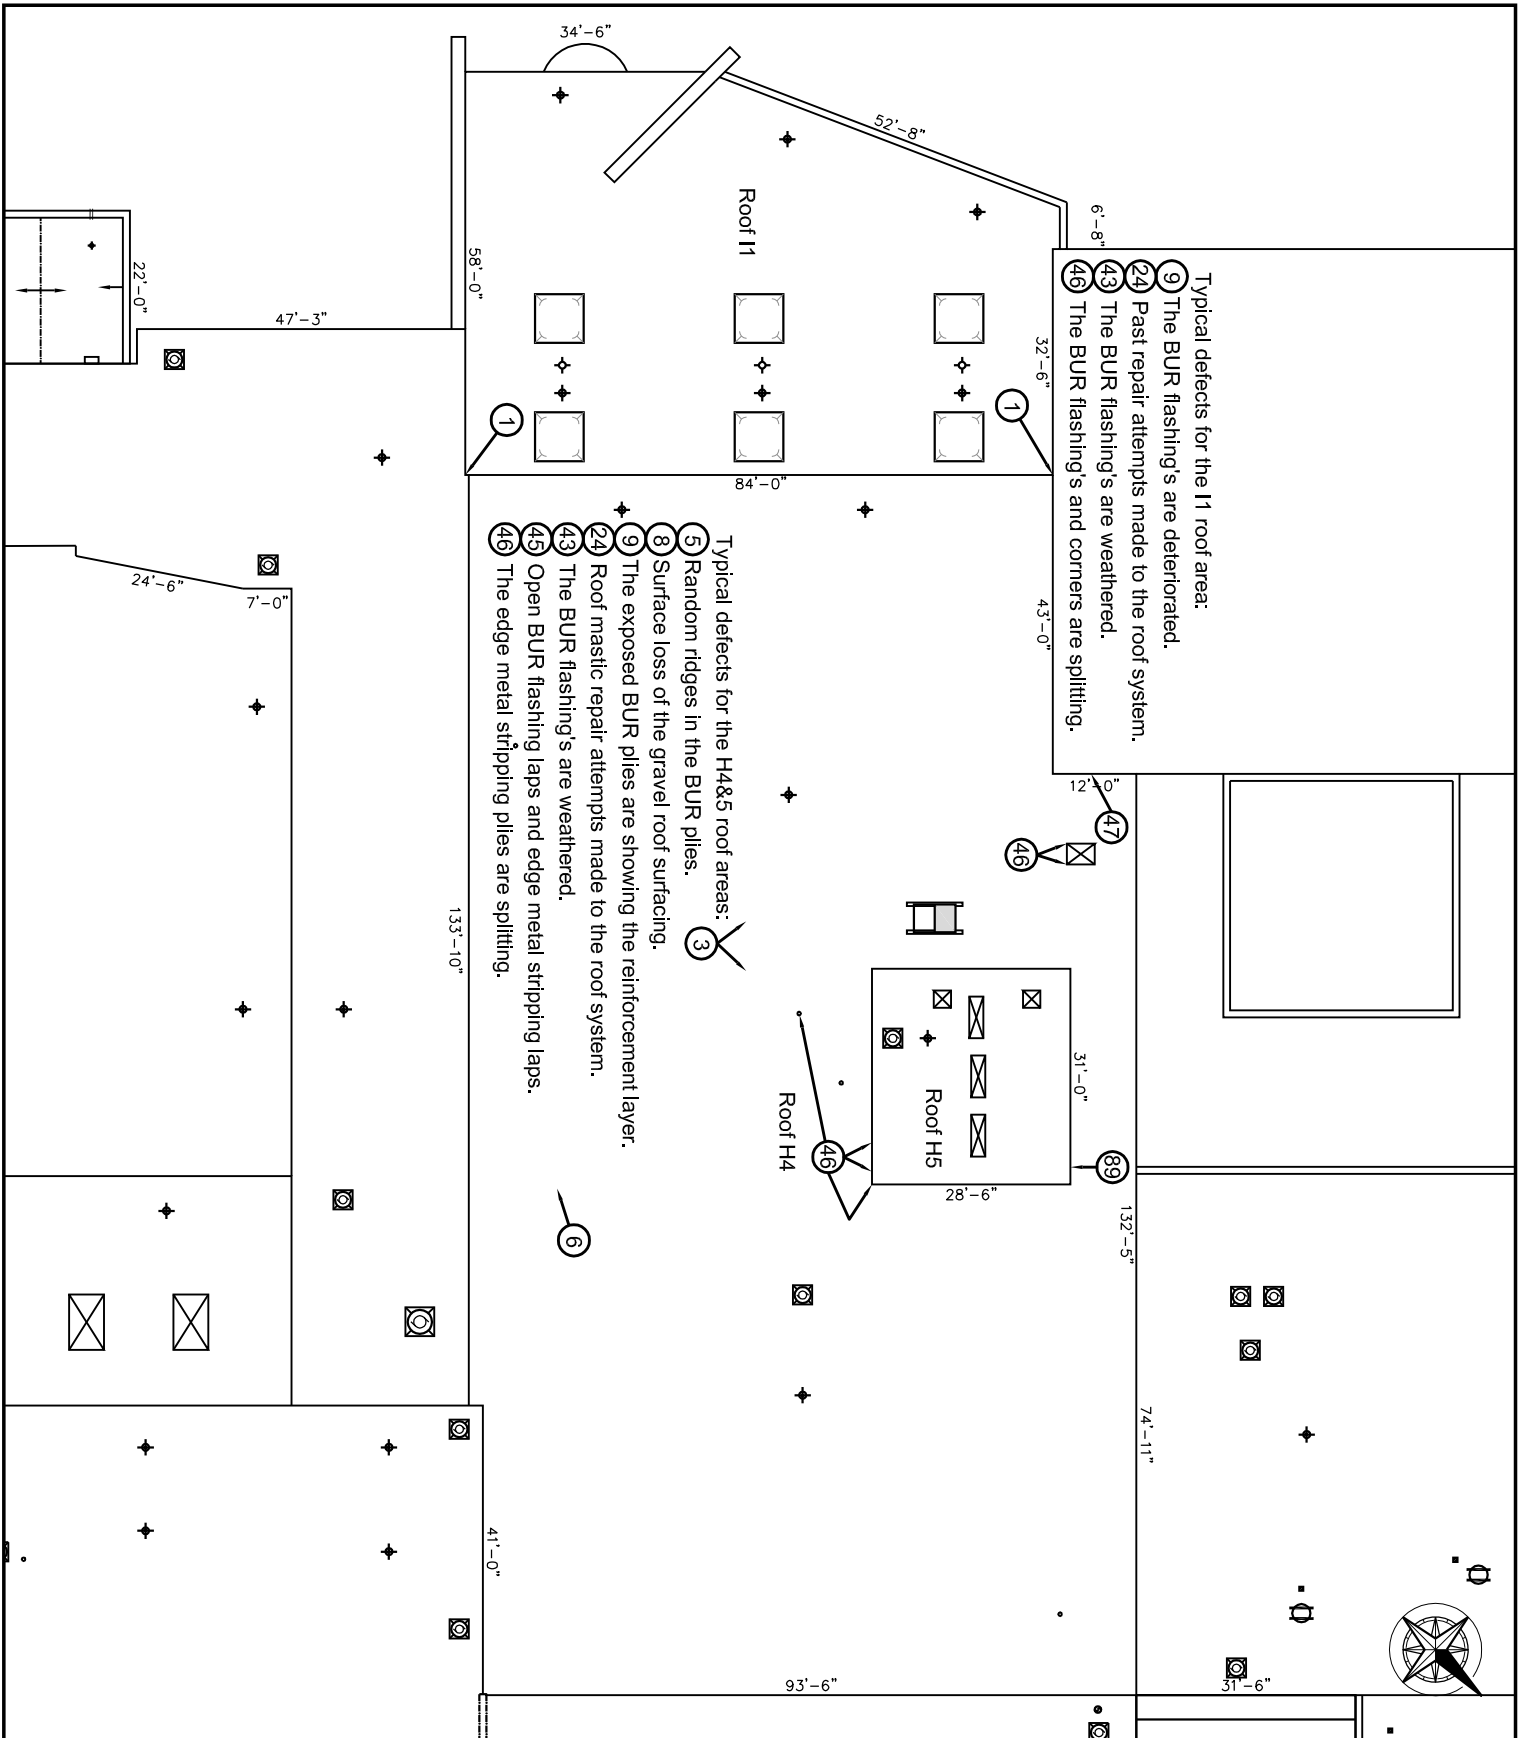 34'-6"
52'-8"
6'-8"
Roof I1
58'-0"
22'-0"
47'-3"
32'-6"
Typical defects for the I1 roof area:
9 The BUR flashing's are deteriorated.
24 Past repair attempts made to the roof system.
43 The BUR flashing's are weathered.
46 The BUR flashing's and corners are splitting.
1
1
84'-0"
43'-0"
24'-6"
7'-0"
Typical defects for the H4&5 roof areas:
5 Random ridges in the BUR plies.
8 Surface loss of the gravel roof surfacing.
9 The exposed BUR plies are showing the reinforcement layer.
24 Roof mastic repair attempts made to the roof system.
43 The BUR flashing's are weathered.
45 Open BUR flashing laps and edge metal stripping laps.
46 The edge metal stripping plies are splitting.
12'-0"
47
46
3
133'-10"
31'-0"
Roof H5
Roof H4
46
89
28'-6"
132'-5"
6
74'-11"
41'-0"
93'-6"
31'-6"